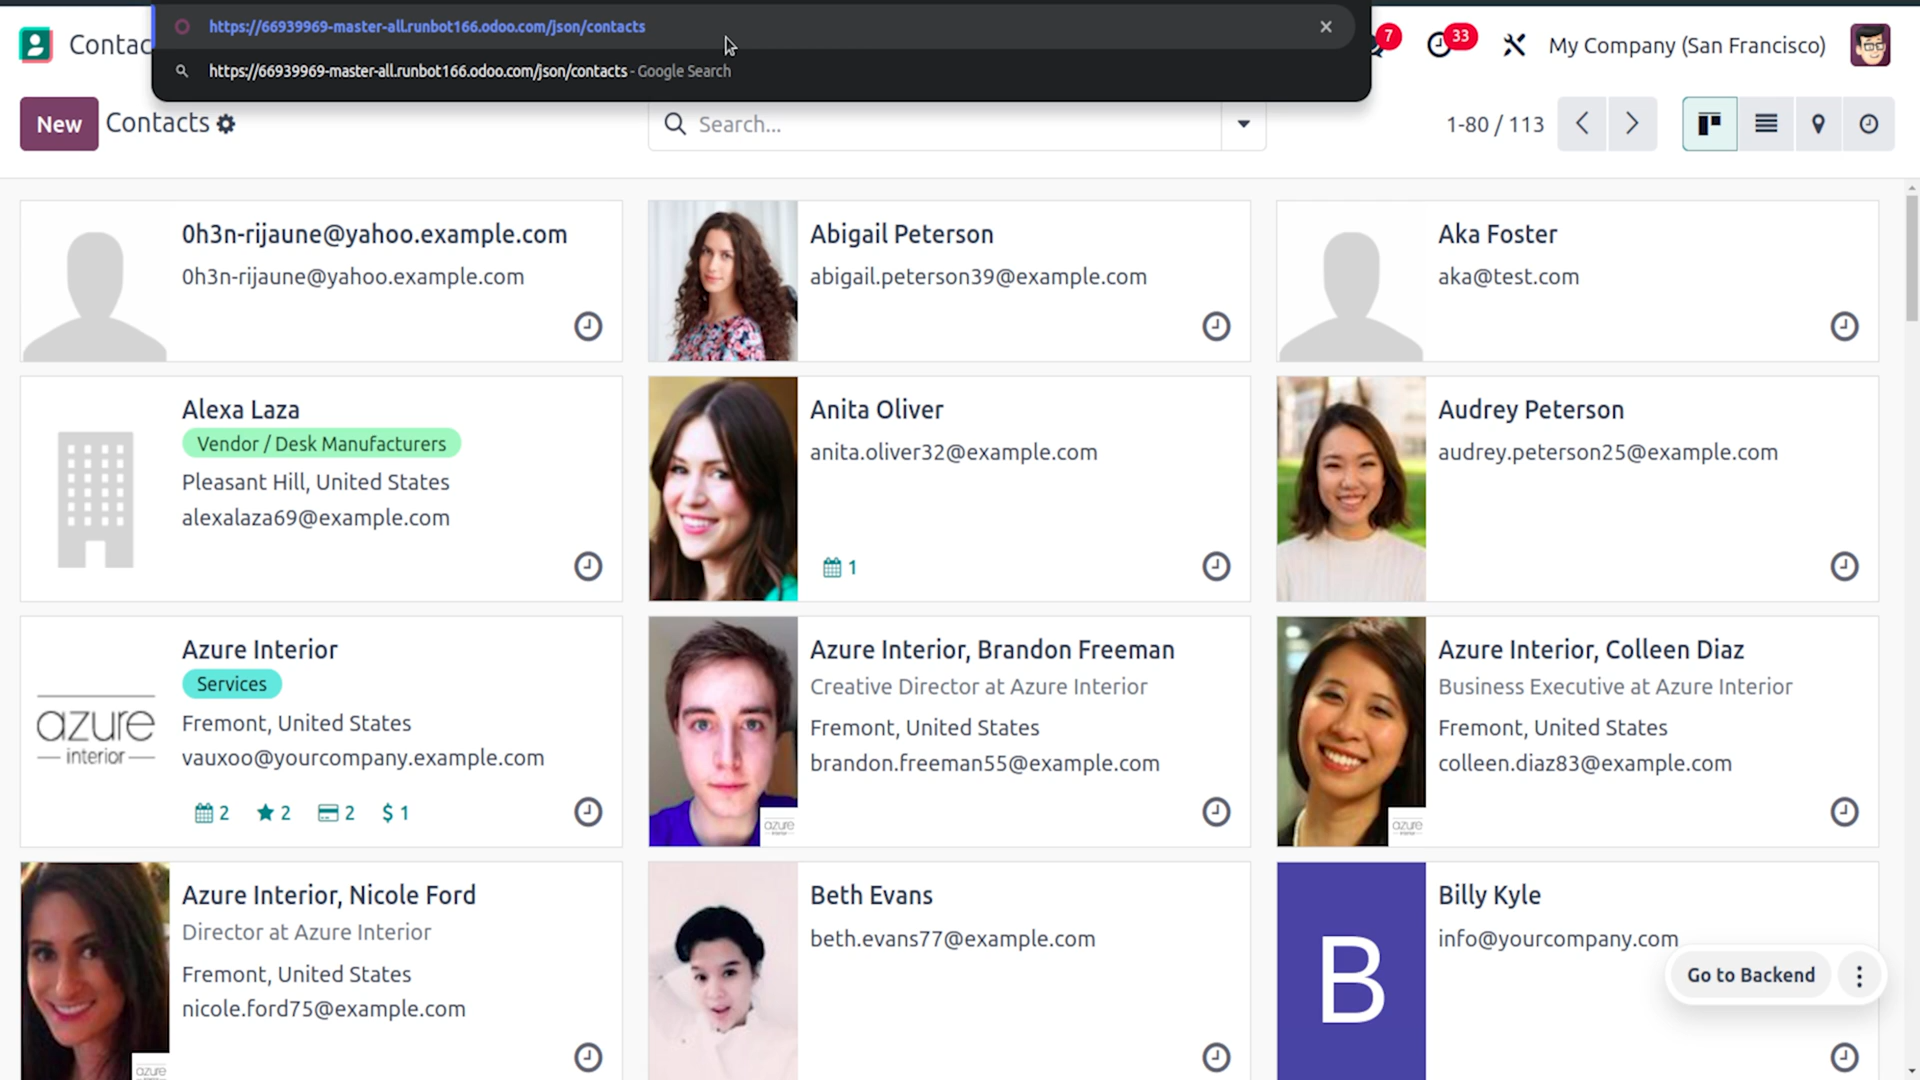 https://66939969-master-all.runbot166.odoo.com/json/contacts
https://66939969-master-all.runbot166.odoo.com/json/contacts - Google Search
Contac
7
33
My Company (San Francisco)
New
Contacts
Search...
1-80 / 113
0h3n-rijaune@yahoo.example.com
0h3n-rijaune@yahoo.example.com
Abigail Peterson
abigail.peterson39@example.com
Aka Foster
aka@test.com
Alexa Laza
Vendor / Desk Manufacturers
Pleasant Hill, United States
alexalaza69@example.com
Anita Oliver
anita.oliver32@example.com
1
Audrey Peterson
audrey.peterson25@example.com
azure
interior
Azure Interior
Services
Fremont, United States
vauxoo@yourcompany.example.com
2
2
2
$ 1
azure
Azure Interior, Brandon Freeman
Creative Director at Azure Interior
Fremont, United States
brandon.freeman55@example.com
azure
Azure Interior, Colleen Diaz
Business Executive at Azure Interior
Fremont, United States
colleen.diaz83@example.com
azure
Azure Interior, Nicole Ford
Director at Azure Interior
Fremont, United States
nicole.ford75@example.com
Beth Evans
beth.evans77@example.com
B
Billy Kyle
info@yourcompany.com
Go to Backend